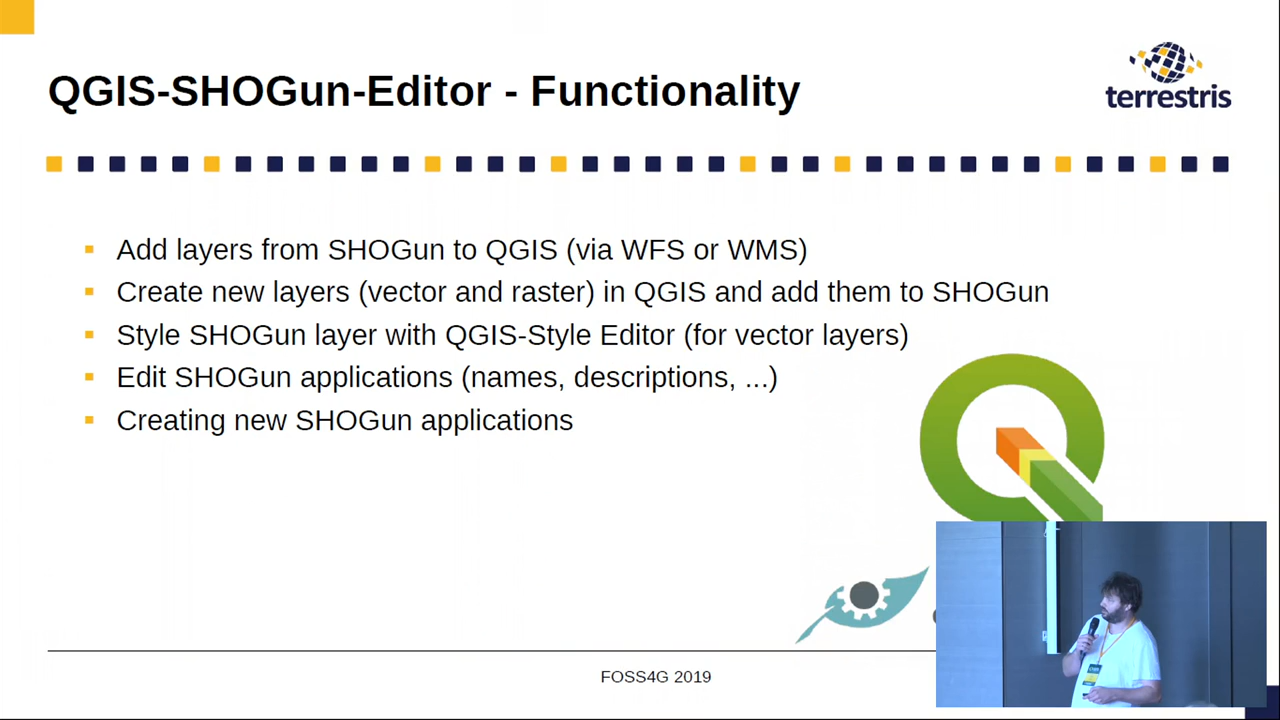 QGIS-SHOGun-Editor - Functionality
terrestris
Add layers from SHOGun to QGIS (via WFS or WMS)
Create new layers (vector and raster) in QGIS and add them to SHOGun
Style SHOGun layer with QGIS-Style Editor (for vector layers)
Edit SHOGun applications (names, descriptions, ...)
Creating new SHOGun applications
FOSS4G 2019